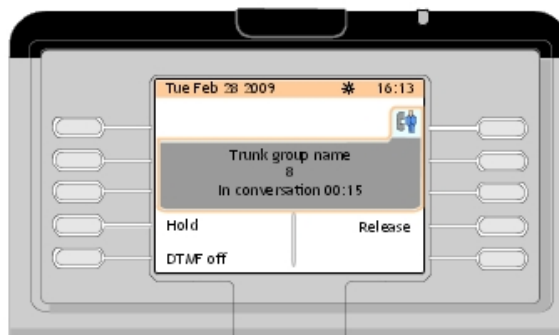 Tue Feb 28 2009 16:13
Trunk group name
8
In conversation 00:15
Hold Release
DTMF off